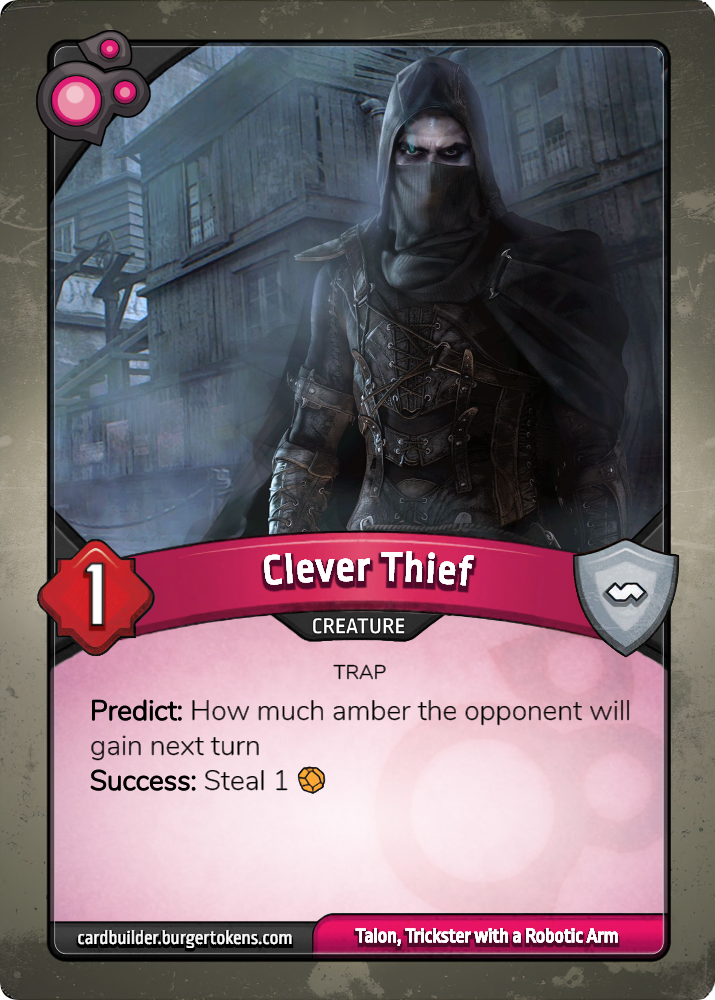 Clever Thief
1
CREATURE
TRAP
Predict: How much amber the opponent will
gain next turn
Success: Steal 1
cardbuilder.burgertokens.com
Talon, Trickster with a Robotic Arm